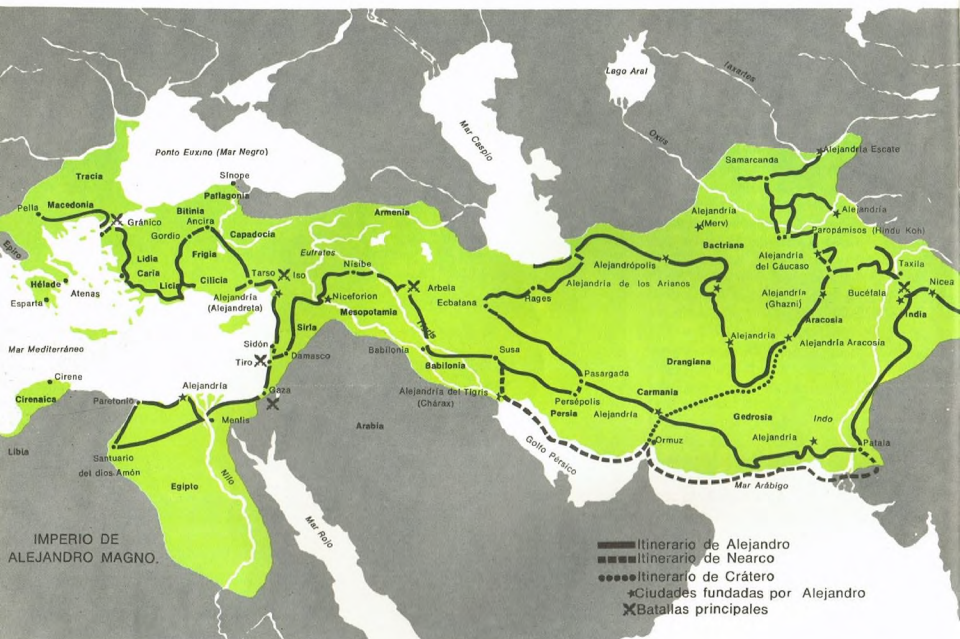 Lago Aral
Iaxartes
Oxus
Mar Caspio
Ponto Euxino (Mar Negro)
Sínope
Paflagonia
Tracia
Bitinia
Ancira
Macedonia
Pella
Gránico
Gordio
Capadocia
Armenia
Epiro
Lidia
Frigia
Caria
Cilicia
Licia
Tarso
Iso
Eufrates
Nísibe
Arbela
Hélade
Atenas
Esparta
Alejandría
(Alejandreta)
Niceforion
Mesopotamia
Siria
Mar Mediterráneo
Sidón
Tiro
Damasco
Babilonia
Babilonia
Ecbatana
Rages
Susa
Cirene
Cirenaica
Paretonio
Alejandría
Gaza
Menfis
Libia
Santuario
del dios Amón
Egipto
Nilo
Mar Rojo
Arabia
Alejandría del Tigris
(Chárax)
Pasárgada
Persépolis
Persia
Alejandría
Carmania
Ormuz
Golfo Pérsico
Mar Arábigo
Gedrosia
Alejandría
Indo
Patala
Drangiana
Alejandría
Alejandría Aracosia
Aracosia
Alejandría
(Ghazni)
Alejandría
del Gáucaso
Paropámisos (Hindu Koh)
Alejandría
Bactriana
Alejandría
(Merv)
Samarcanda
Alejandría Escate
Alejandrópolis
Alejandría de los Arianos
Taxila
Nicea
Bucéfala
India
IMPERIO DE
ALEJANDRO MAGNO.
Itinerario de Alejandro
Itinerario de Nearco
Itinerario de Crátero
Ciudades fundadas por Alejandro
Batallas principales